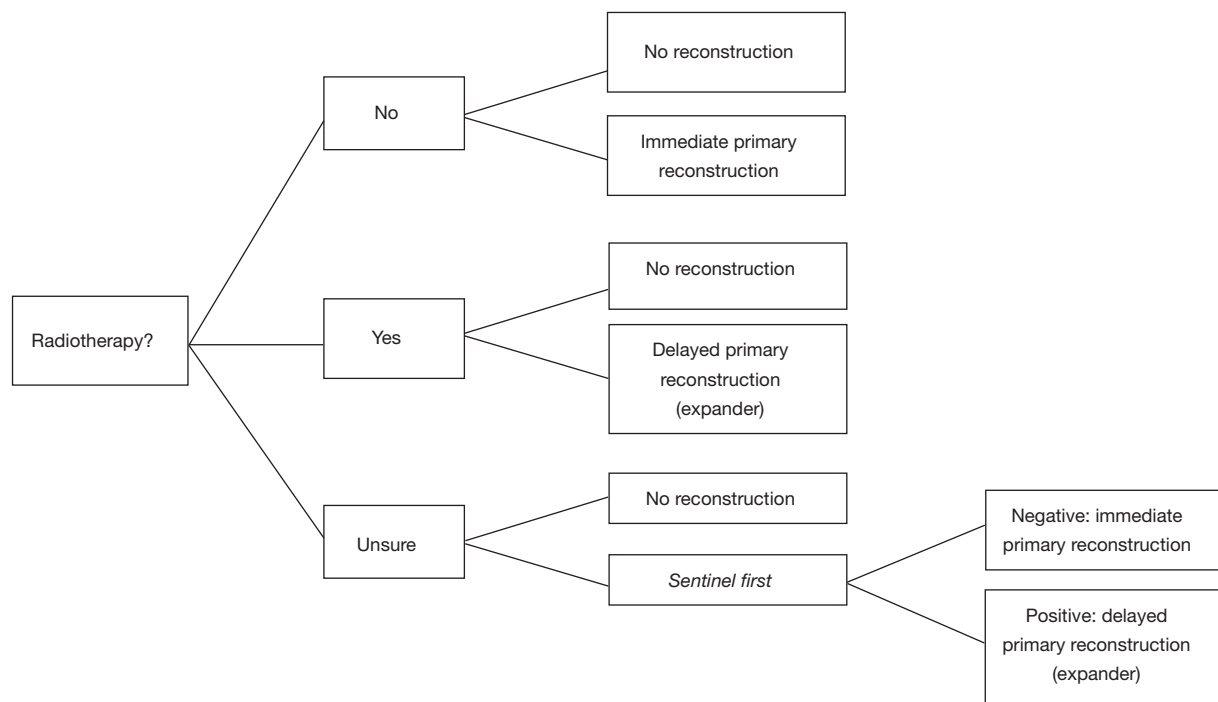 Radiotherapy?
No
No reconstruction
Immediate primary
reconstruction
Yes
No reconstruction
Delayed primary
reconstruction
(expander)
Unsure
No reconstruction
Sentinel first
Negative: immediate
primary reconstruction
Positive: delayed
primary reconstruction
(expander)